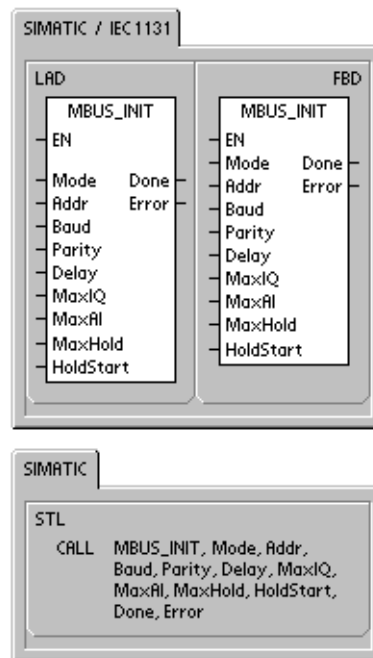 SIMATIC / IEC1131
LAD
MBUS_INIT
EN
Mode Done
Addr Error
Baud
Parity
Delay
MaxIQ
MaxAI
MaxHold
HoldStart
FBD
MBUS_INIT
EN
Mode Done
Addr Error
Baud
Parity
Delay
MaxIQ
MaxAI
MaxHold
HoldStart
SIMATIC
STL
CALL MBUS_INIT, Mode, Addr,
Baud, Parity, Delay, MaxIQ,
MaxAI, MaxHold, HoldStart,
Done, Error